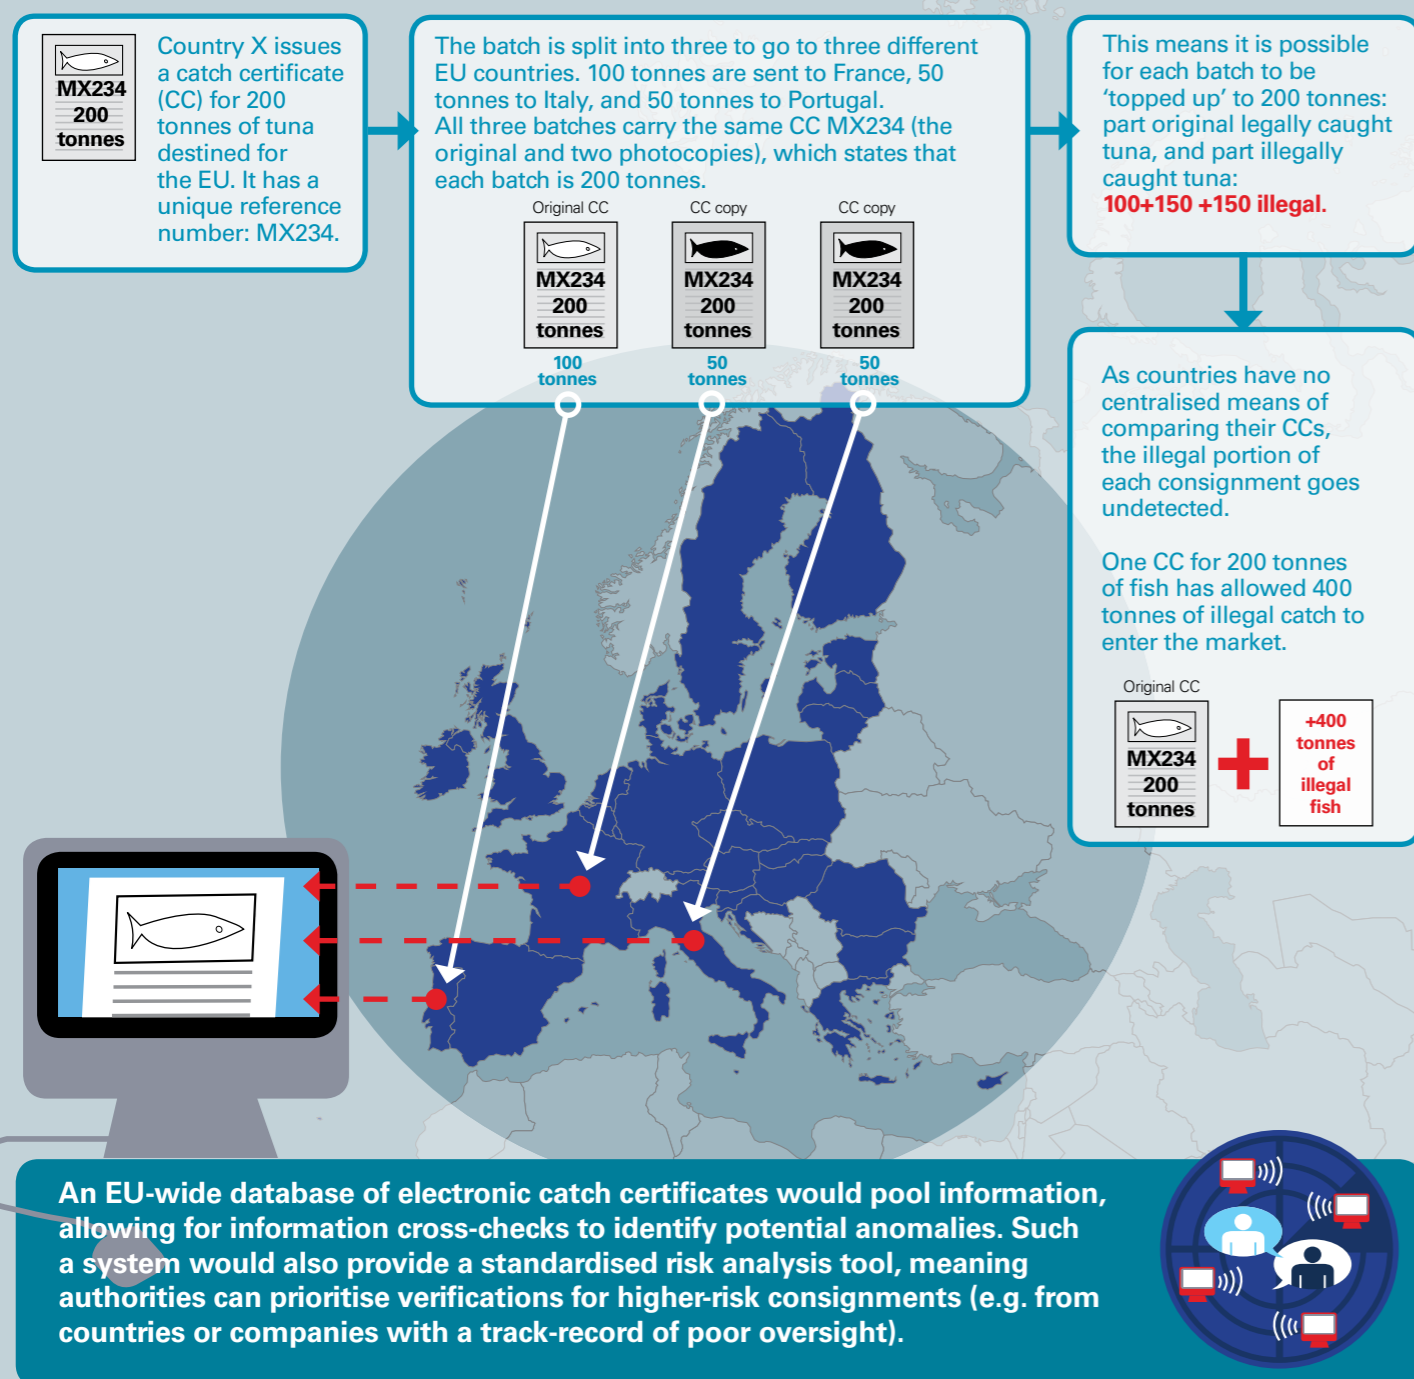 MX234
200
tonnes
Country X issues
a catch certificate
(CC) for 200
tonnes of tuna
destined for
the EU. It has a
unique reference
number: MX234.
The batch is split into three to go to three different
EU countries. 100 tonnes are sent to France, 50
tonnes to Italy, and 50 tonnes to Portugal.
All three batches carry the same CC MX234 (the
original and two photocopies), which states that
each batch is 200 tonnes.
Original CC
MX234
200
tonnes
100
tonnes
CC copy
MX234
200
tonnes
50
tonnes
CC copy
MX234
200
tonnes
50
tonnes
This means it is possible
for each batch to be
‘topped up’ to 200 tonnes:
part original legally caught
tuna, and part illegally
caught tuna:
100+150 +150 illegal.
As countries have no
centralised means of
comparing their CCs,
the illegal portion of
each consignment goes
undetected.
One CC for 200 tonnes
of fish has allowed 400
tonnes of illegal catch to
enter the market.
Original CC
MX234
200
tonnes
+400
tonnes
of
illegal
fish
An EU-wide database of electronic catch certificates would pool information,
allowing for information cross-checks to identify potential anomalies. Such
a system would also provide a standardised risk analysis tool, meaning
authorities can prioritise verifications for higher-risk consignments (e.g. from
countries or companies with a track-record of poor oversight).